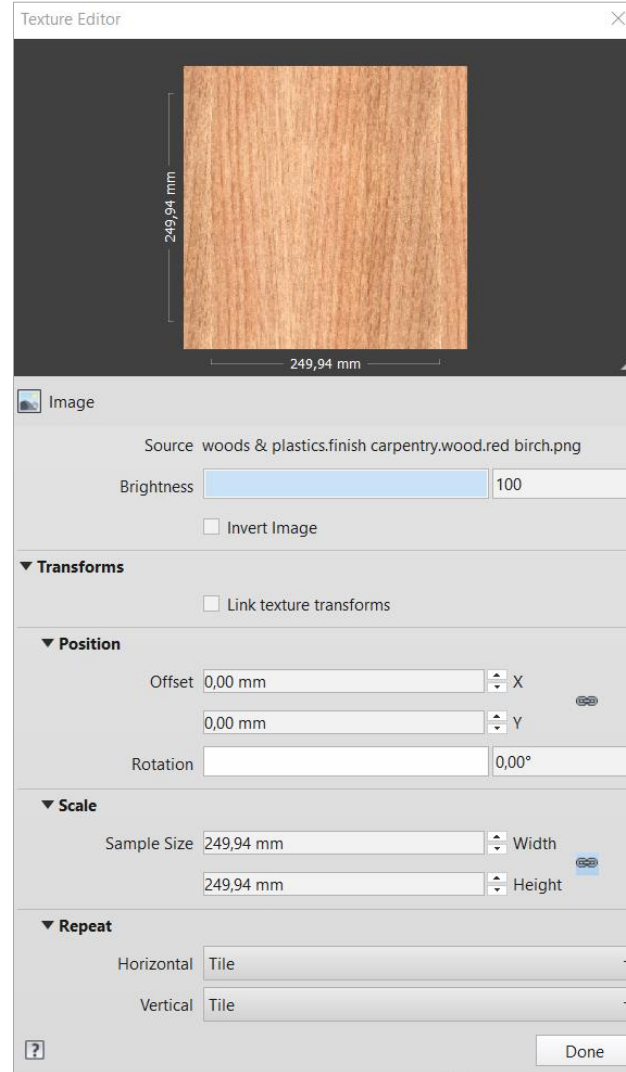 Texture Editor
249,94 mm
249,94 mm
Image
Source woods & plastics.finish carpentry.wood.red birch.png
Brightness 100
Invert Image
Transforms
Link texture transforms
Position
Offset 0,00 mm X
0,00 mm Y
Rotation 0,00°
Scale
Sample Size 249,94 mm Width
249,94 mm Height
Repeat
Horizontal Tile
Vertical Tile
? Done